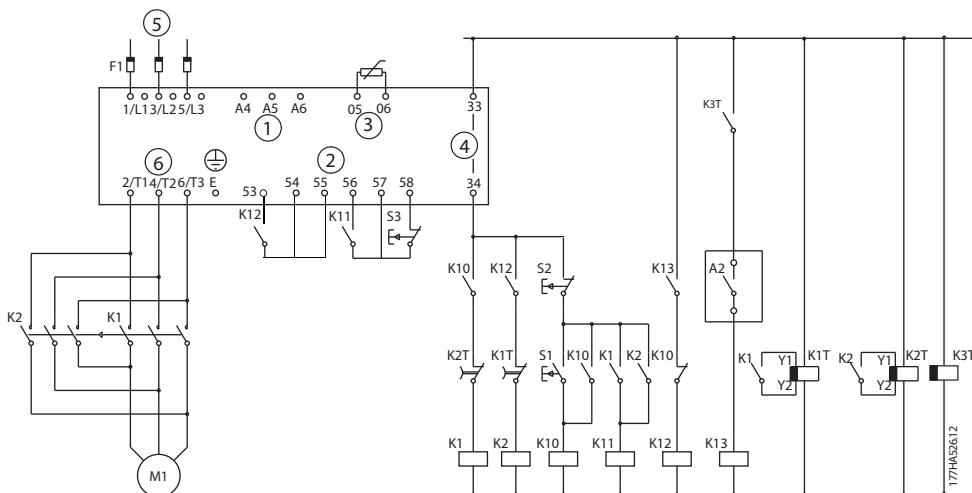 5
F1
1/L1 3/L2 5/L3 A4 A5 A6 05 06 33
1 3 4
6 2
2/T1 4/T2 6/T3 E 53 54 55 56 57 58 34
K12 K11 S3
K3T
K10 K12 S2 K13 A2
K2 K1
K2T K1T S1 K10 K1 K2 K10 K1 Y1 Y2 K1T K2 Y1 Y2 K2T K3T
K1 K2 K10 K11 K12 K13
M1
177HA526.12